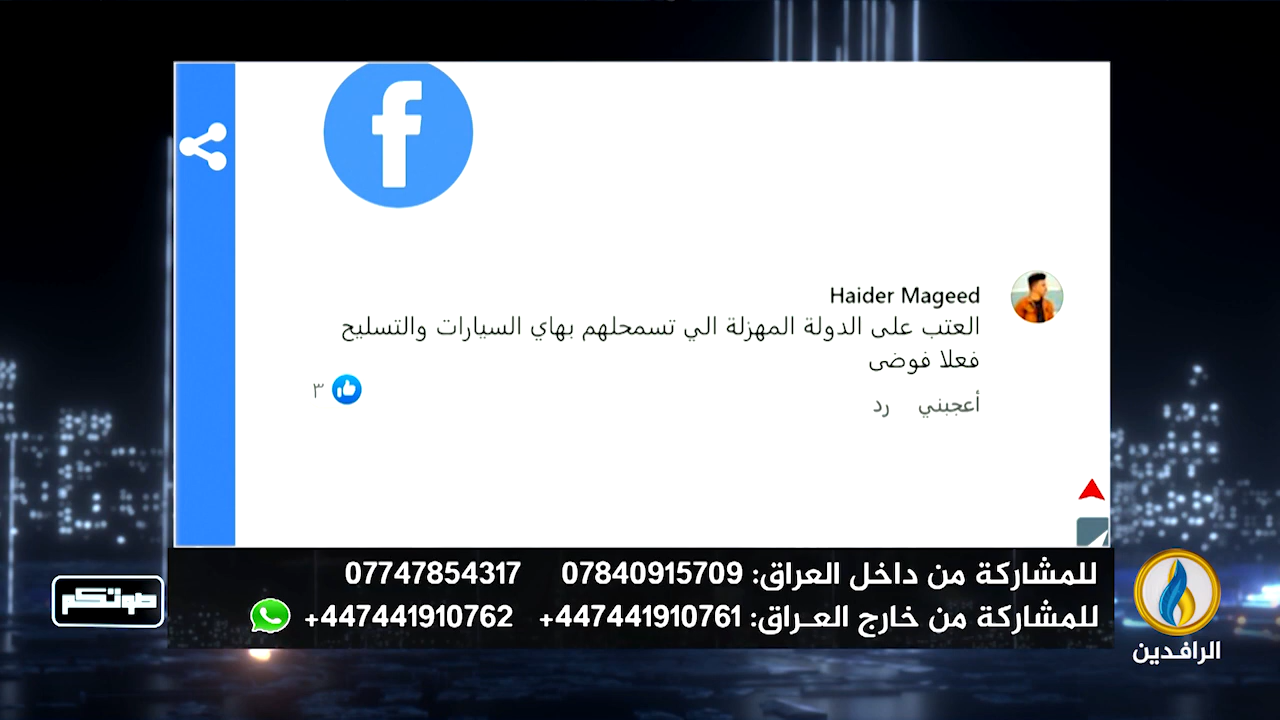 Haider Mageed
العتب على الدولة المهزلة الي تسمحلهم بهاي السيارات والتسليح
فعلا فوضى
أعجبني رد
٣
للمشاركة من داخل العراق: 07840915709 07747854317
للمشاركة من خارج العـراق: 447441910761+ 447441910762+
صوتكم
الرافدين